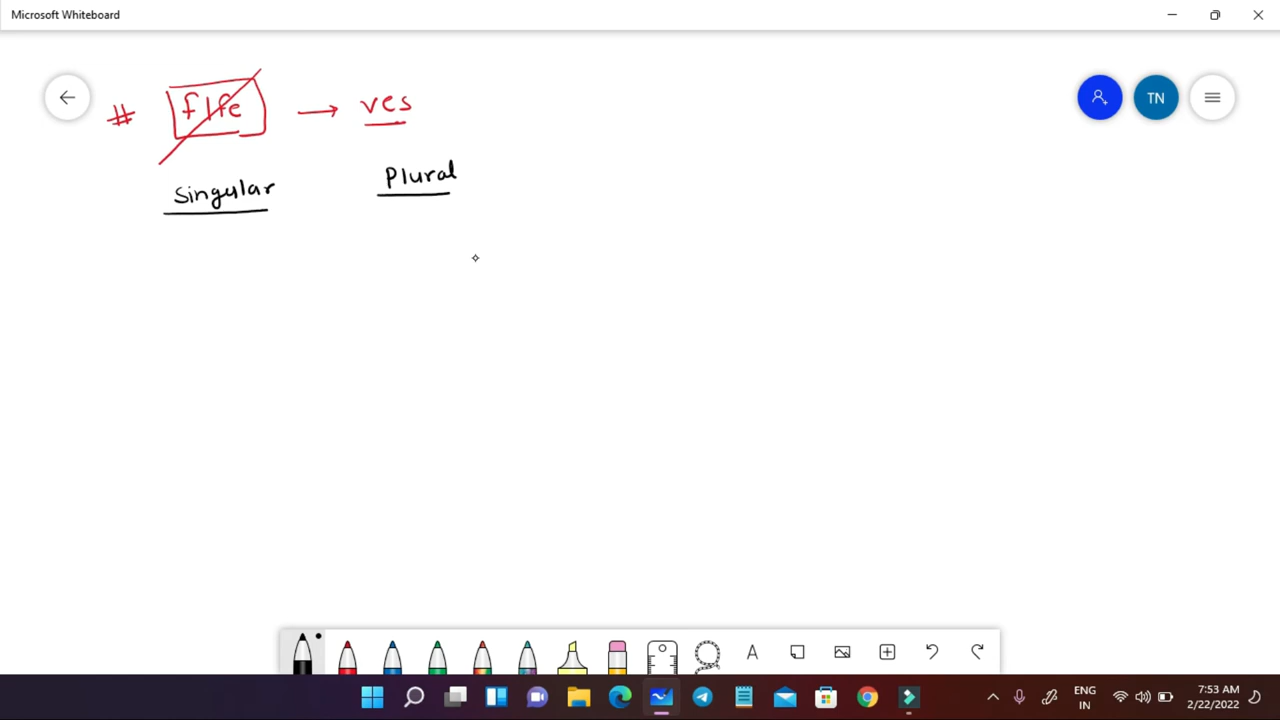 Microsoft Whiteboard
# f/fe → ves
TN
Singular Plural
A
ENG
IN
7:53 AM
2/22/2022